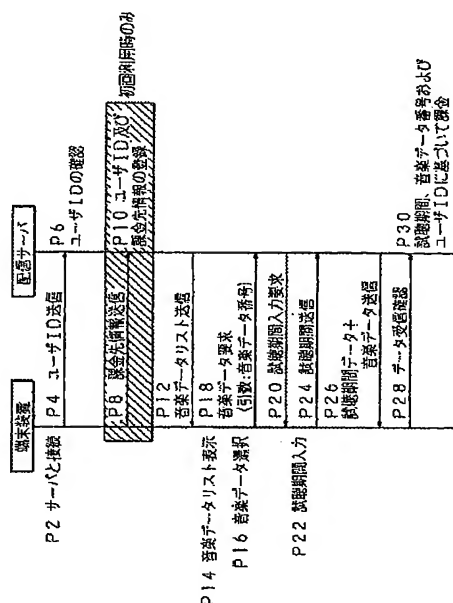 端末装置
配信サーバ
P2 サーバと接続
P4 ユーザID送信
P6
ユーザIDの確認
初回利用時のみ
P8 課金先情報送信
P10 ユーザID及び
課金先情報の登録
P12
音楽データリスト送信
P14 音楽データリスト表示
P16 音楽データ選択
P18
音楽データ要求
(引数:音楽データ番号)
P20 試聴期間入力要求
P22 試聴期間入力
P24 試聴期間送信
P26
試聴期間データ+
音楽データ送信
P28 データ受信確認
P30
試聴期間、音楽データ番号および
ユーザIDに基づいて課金